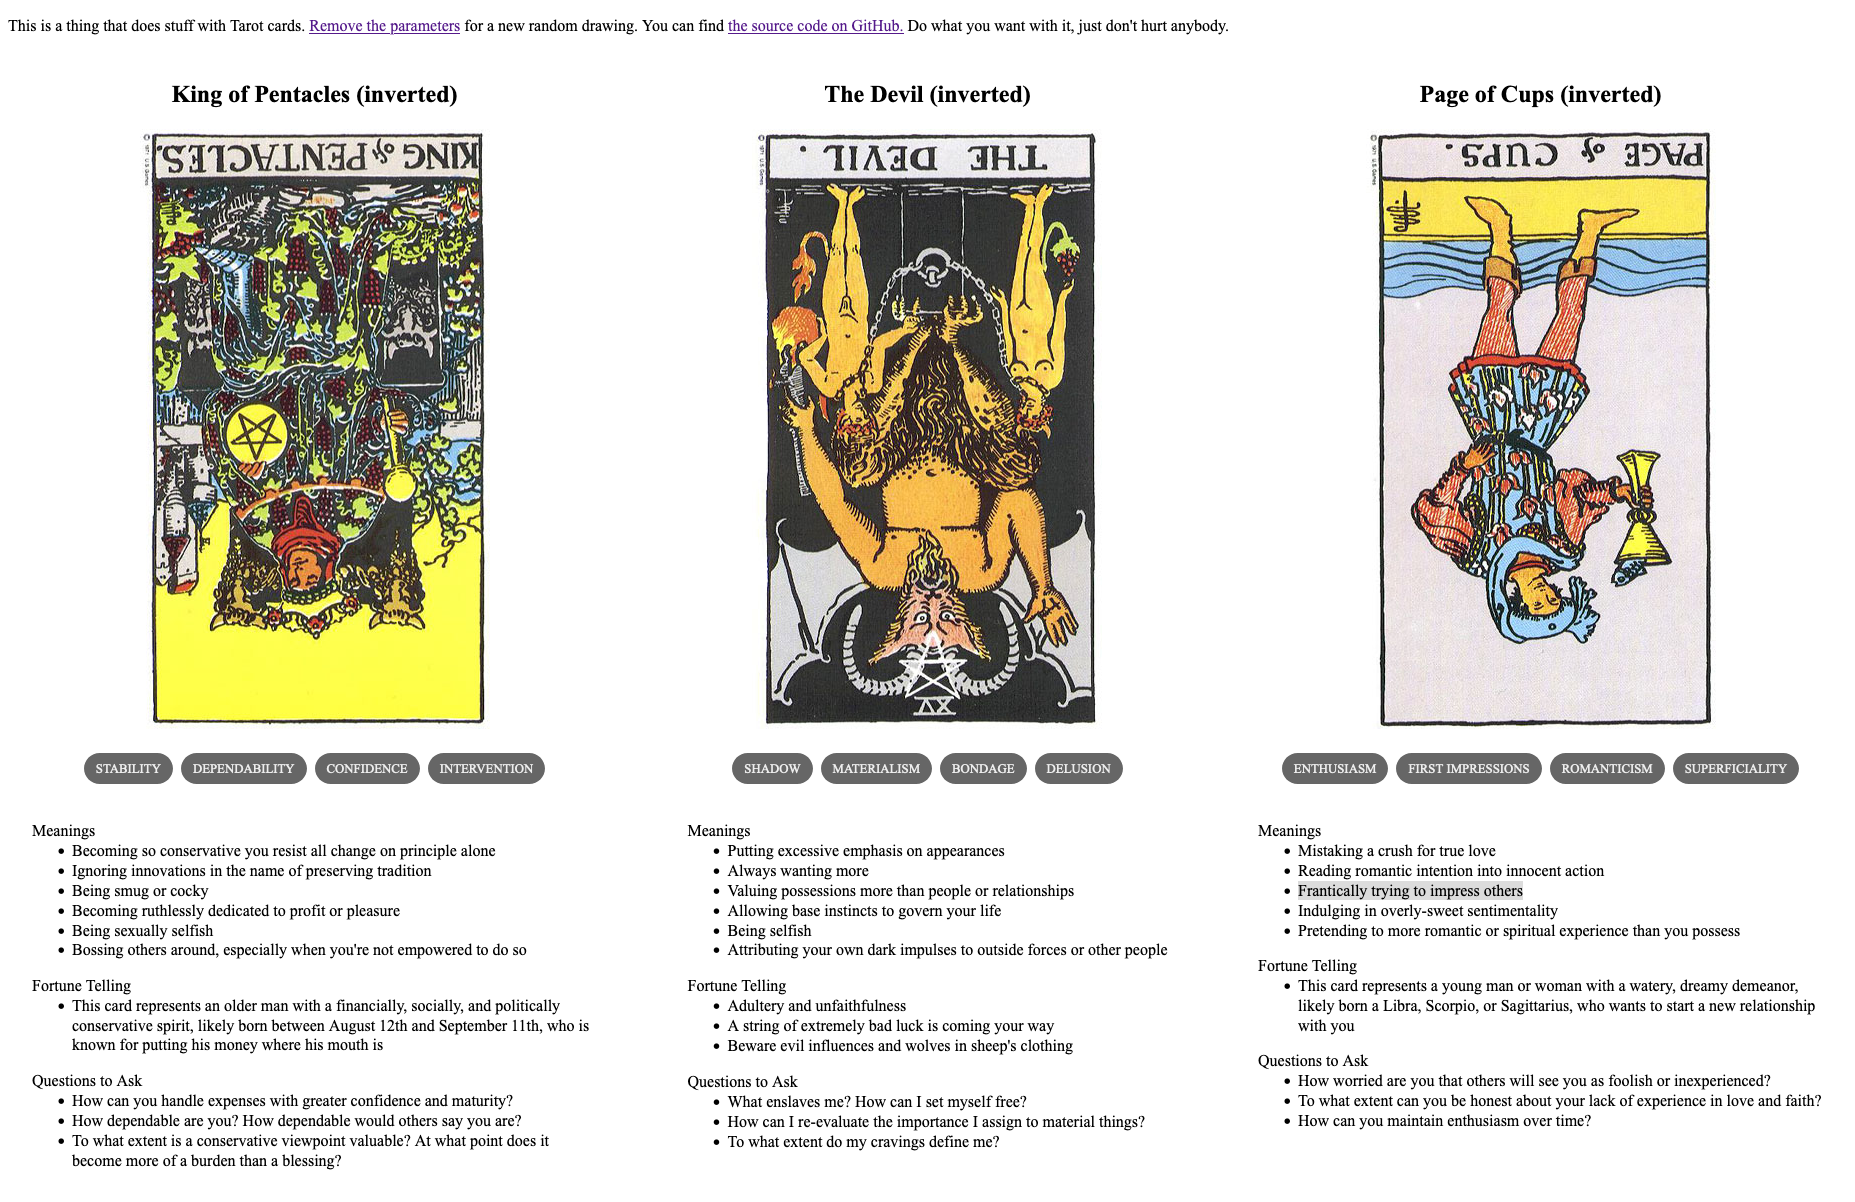 This is a thing that does stuff with Tarot cards. Remove the parameters for a new random drawing. You can find the source code on GitHub. Do what you want with it, just don't hurt anybody.
King of Pentacles (inverted)
KING of PENTACLES.
STABILITY
DEPENDABILITY
CONFIDENCE
INTERVENTION
Meanings
• Becoming so conservative you resist all change on principle alone
• Ignoring innovations in the name of preserving tradition
• Being smug or cocky
• Becoming ruthlessly dedicated to profit or pleasure
• Being sexually selfish
• Bossing others around, especially when you're not empowered to do so
Fortune Telling
• This card represents an older man with a financially, socially, and politically
conservative spirit, likely born between August 12th and September 11th, who is
known for putting his money where his mouth is
Questions to Ask
• How can you handle expenses with greater confidence and maturity?
• How dependable are you? How dependable would others say you are?
• To what extent is a conservative viewpoint valuable? At what point does it
become more of a burden than a blessing?
The Devil (inverted)
THE DEVIL.
XV
SHADOW
MATERIALISM
BONDAGE
DELUSION
Meanings
• Putting excessive emphasis on appearances
• Always wanting more
• Valuing possessions more than people or relationships
• Allowing base instincts to govern your life
• Being selfish
• Attributing your own dark impulses to outside forces or other people
Fortune Telling
• Adultery and unfaithfulness
• A string of extremely bad luck is coming your way
• Beware evil influences and wolves in sheep's clothing
Questions to Ask
• What enslaves me? How can I set myself free?
• How can I re-evaluate the importance I assign to material things?
• To what extent do my cravings define me?
Page of Cups (inverted)
PAGE of CUPS.
ENTHUSIASM
FIRST IMPRESSIONS
ROMANTICISM
SUPERFICIALITY
Meanings
• Mistaking a crush for true love
• Reading romantic intention into innocent action
• Frantically trying to impress others
• Indulging in overly-sweet sentimentality
• Pretending to more romantic or spiritual experience than you possess
Fortune Telling
• This card represents a young man or woman with a watery, dreamy demeanor,
likely born a Libra, Scorpio, or Sagittarius, who wants to start a new relationship
with you
Questions to Ask
• How worried are you that others will see you as foolish or inexperienced?
• To what extent can you be honest about your lack of experience in love and faith?
• How can you maintain enthusiasm over time?